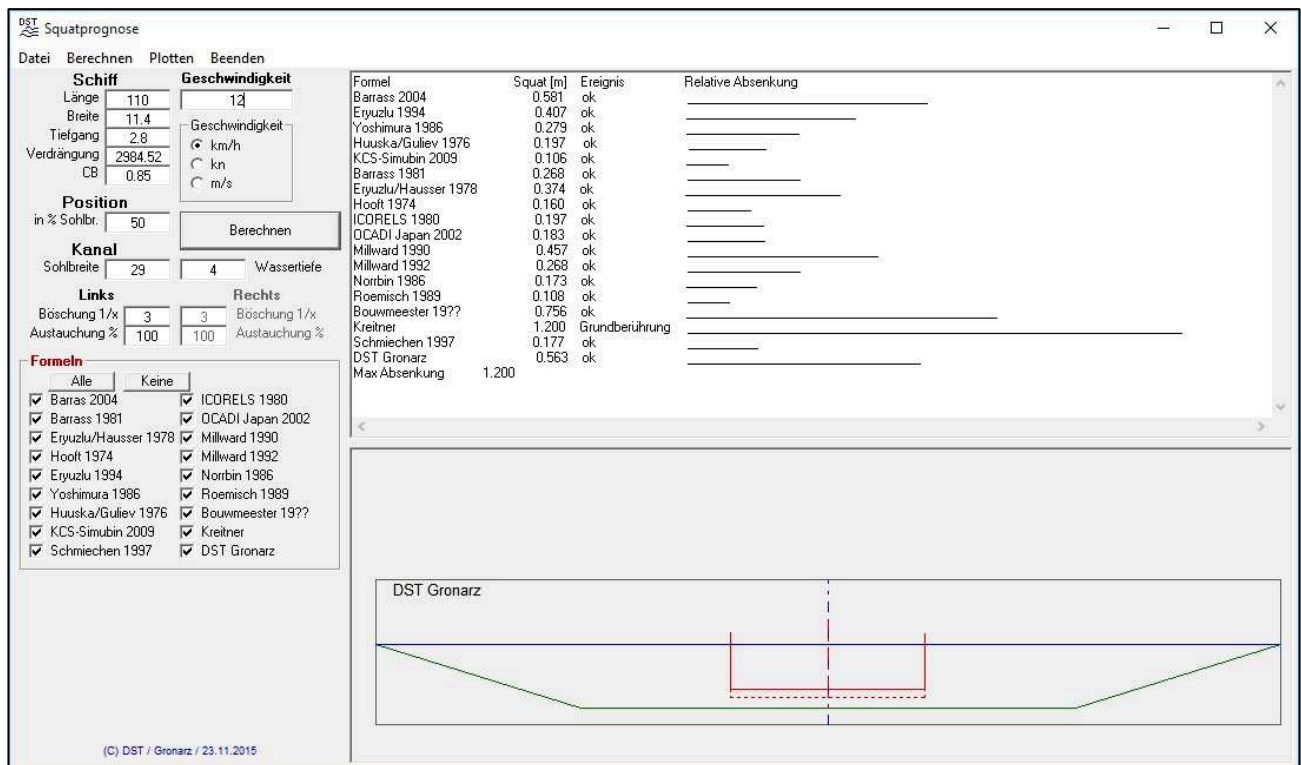 DST Squatprognose
Datei Berechnen Plotten Beenden
Schiff
Länge 110
Breite 11.4
Tiefgang 2.8
Verdrängung 2984.52
CB 0.85
Geschwindigkeit
12
Geschwindigkeit
km/h
kn
m/s
Position
in % Sohlbr. 50
Berechnen
Kanal
Sohlbreite 29 4 Wassertiefe
Links Rechts
Böschung 1/x 3 3 Böschung 1/x
Austauchung % 100 100 Austauchung %
Formeln
Alle Keine
Barras 2004 ICORELS 1980
Barrass 1981 OCADI Japan 2002
Eryuzlu/Hausser 1978 Millward 1990
Hooft 1974 Millward 1992
Eryuzlu 1994 Norrbin 1986
Yoshimura 1986 Roemisch 1989
Huuska/Guliev 1976 Bouwmeester 19??
KCS-Simubin 2009 Kreitner
Schmiechen 1997 DST Gronarz
(C) DST / Gronarz / 23.11.2015
Formel Squat [m] Ereignis Relative Absenkung
Barrass 2004 0.581 ok
Eryuzlu 1994 0.407 ok
Yoshimura 1986 0.279 ok
Huuska/Guliev 1976 0.197 ok
KCS-Simubin 2009 0.106 ok
Barrass 1981 0.268 ok
Eryuzlu/Hausser 1978 0.374 ok
Hooft 1974 0.160 ok
ICORELS 1980 0.197 ok
OCADI Japan 2002 0.183 ok
Millward 1990 0.457 ok
Millward 1992 0.268 ok
Norrbin 1986 0.173 ok
Roemisch 1989 0.108 ok
Bouwmeester 19?? 0.756 ok
Kreitner 1.200 Grundberührung
Schmiechen 1997 0.177 ok
DST Gronarz 0.563 ok
Max Absenkung 1.200
DST Gronarz